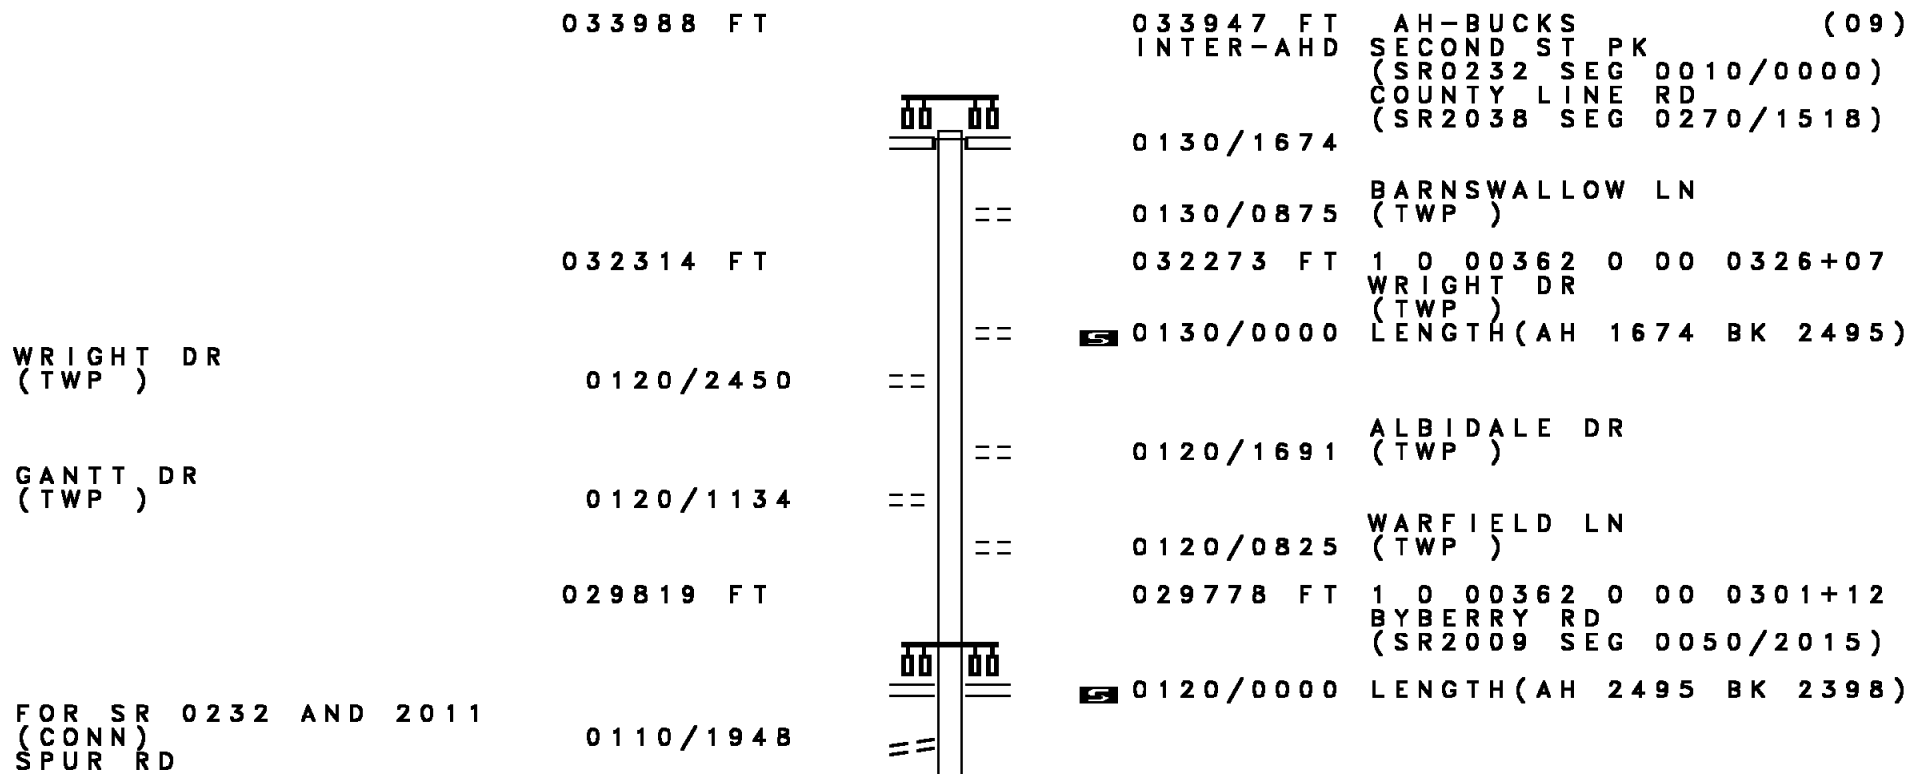 033988 FT 033947 FT AH-BUCKS (09)
INTER-AHD SECOND ST PK
(SR0232 SEG 0010/0000)
COUNTY LINE RD
(SR2038 SEG 0270/1518)
0130/1674
BARNSWALLOW LN
0130/0875 (TWP )
032314 FT 032273 FT 1 0 00362 0 00 0326+07
WRIGHT DR
(TWP )
S 0130/0000 LENGTH(AH 1674 BK 2495)
WRIGHT DR
(TWP ) 0120/2450
ALBIDALE DR
0120/1691 (TWP )
GANTT DR
(TWP ) 0120/1134
WARFIELD LN
0120/0825 (TWP )
029819 FT 029778 FT 1 0 00362 0 00 0301+12
BYBERRY RD
(SR2009 SEG 0050/2015)
S 0120/0000 LENGTH(AH 2495 BK 2398)
FOR SR 0232 AND 2011
(CONN) 0110/1948
SPUR RD